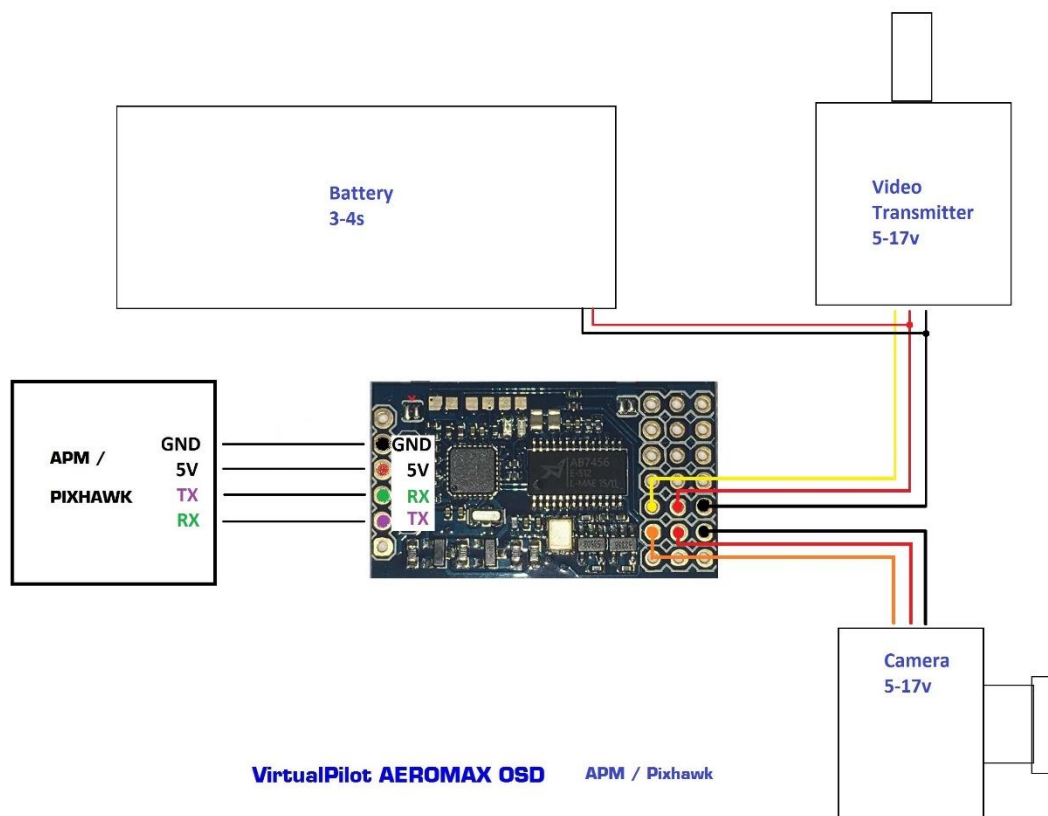 Battery
3-4s
Video
Transmitter
5-17v
APM /
PIXHAWK
GND
5V
TX
RX
GND
5V
RX
TX
AB7456
Camera
5-17v
VirtualPilot AEROMAX OSD
APM / Pixhawk